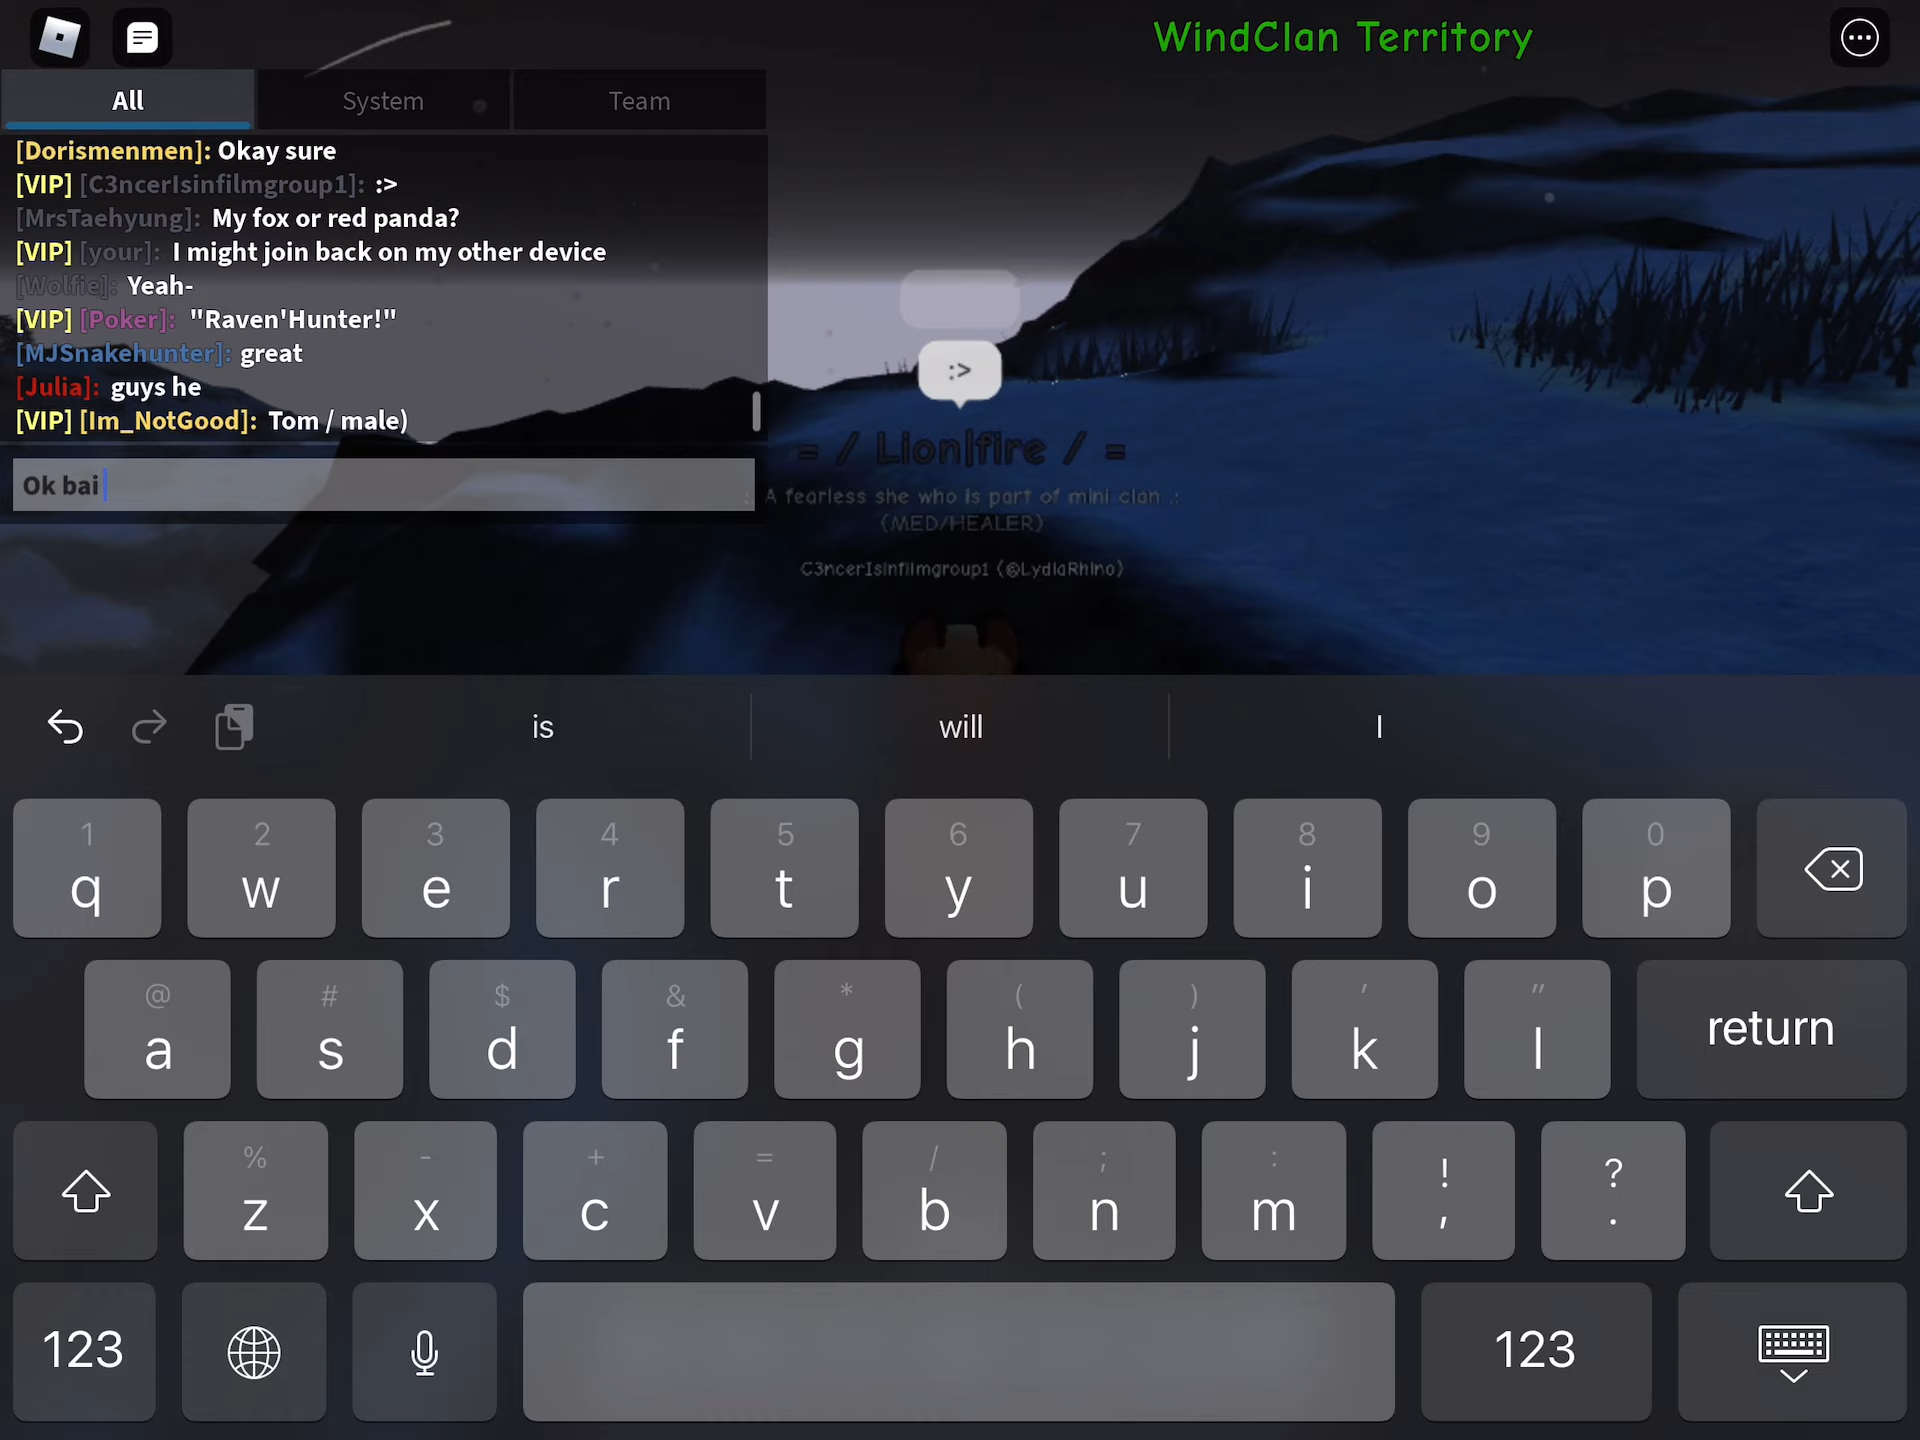 WindClan Territory
All
System
Team
[Dorismenmen]: Okay sure
[VIP] [C3ncerIsinfilmgroup1]: :>
[MrsTaehyung]: My fox or red panda?
[VIP] [your]: I might join back on my other device
[Wolfie]: Yeah-
[VIP] [Poker]: "Raven'Hunter!"
[MJSnakehunter]: great
[Julia]: guys he
[VIP] [Im_NotGood]: Tom / male)
Ok bai
:>
= / Lion|fire / =
A fearless she who is part of mini clan .:
(MED/HEALER)
C3ncerIsinfilmgroup1 (@LydiaRhino)
is will I
1 2 3 4 5 6 7 8 9 0
q w e r t y u i o p
@ # $ & * ( ) ' "
a s d f g h j k l return
% - + = / ; : ! ?
z x c v b n m , .
123 123